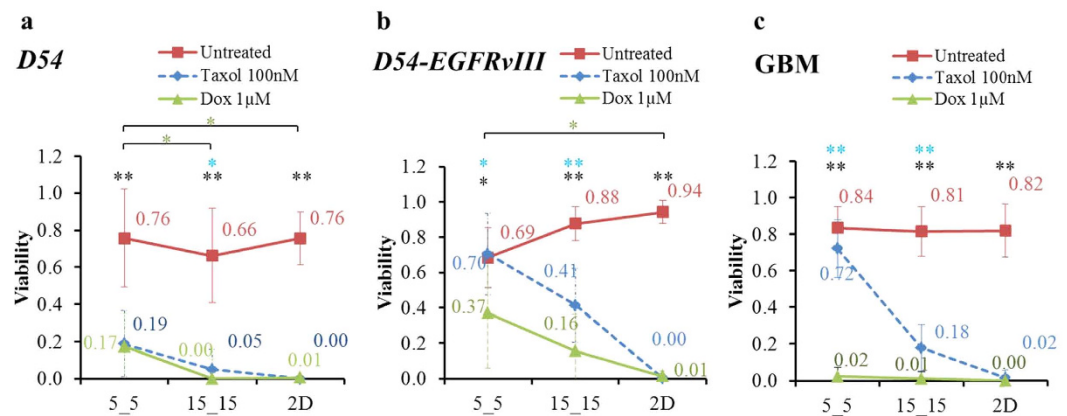 a
D54
Untreated
Taxol 100nM
Dox 1µM
*
*
*
** ** **
Viability
1.2
1.0
0.8
0.6
0.4
0.2
0.0
0.76 0.66 0.76
0.19 0.05 0.00
0.17 0.00 0.01
5_5 15_15 2D
b
D54-EGFRvIII
Untreated
Taxol 100nM
Dox 1µM
*
* **
* ** **
Viability
1.2
1.0
0.8
0.6
0.4
0.2
0.0
0.69 0.88 0.94
0.70 0.41 0.00
0.37 0.16 0.01
5_5 15_15 2D
c
GBM
Untreated
Taxol 100nM
Dox 1µM
** **
** ** **
Viability
1.2
1.0
0.8
0.6
0.4
0.2
0.0
0.84 0.81 0.82
0.72 0.18 0.02
0.02 0.01 0.00
5_5 15_15 2D